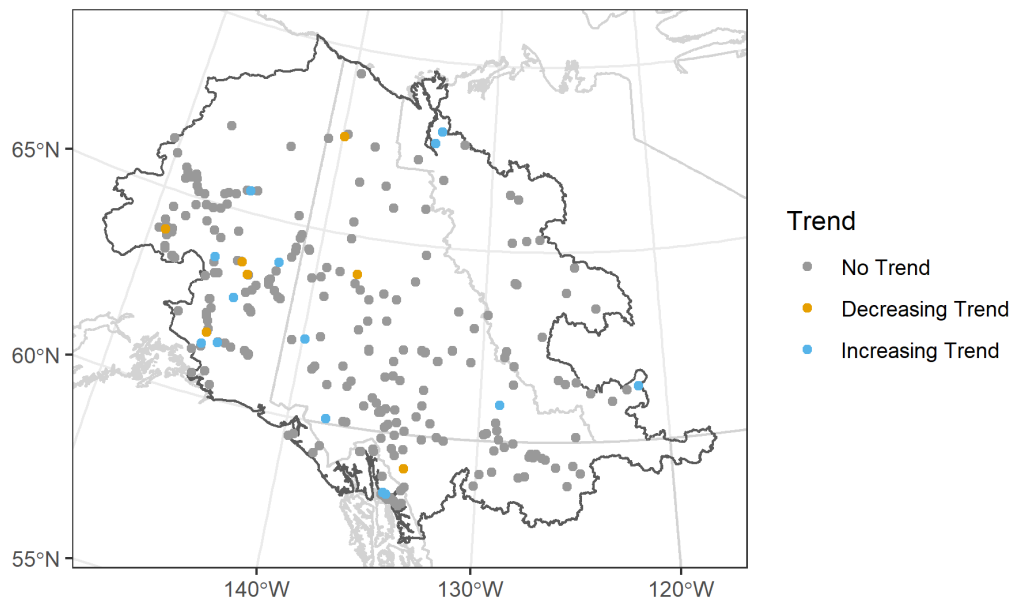 65°N
60°N
55°N
140°W
130°W
120°W
Trend
No Trend
Decreasing Trend
Increasing Trend